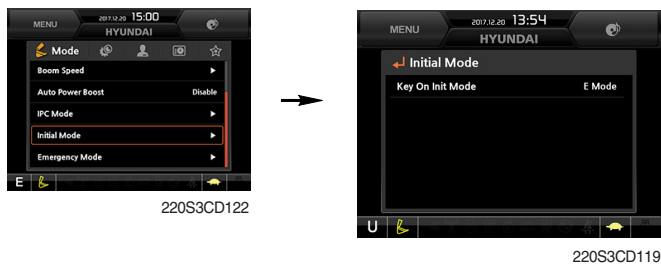 MENU
2017.12.20 15:00
HYUNDAI
Mode
Boom Speed
Auto Power Boost Disable
IPC Mode
Initial Mode
Emergency Mode
E
220S3CD122
MENU
2017.12.20 13:54
HYUNDAI
Initial Mode
Key On Init Mode E Mode
U
220S3CD119